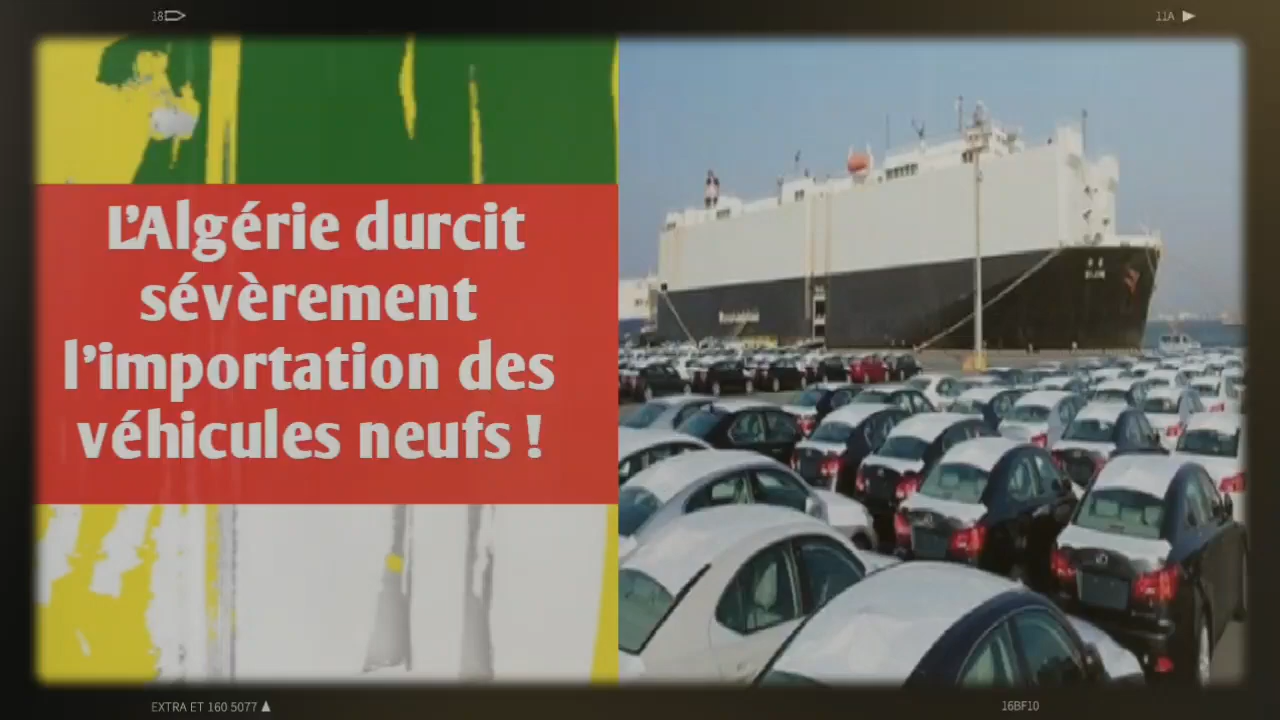 18
11A
L'Algérie durcit
sévèrement
l'importation des
véhicules neufs !
EXTRA ET 160 5077
16BF10